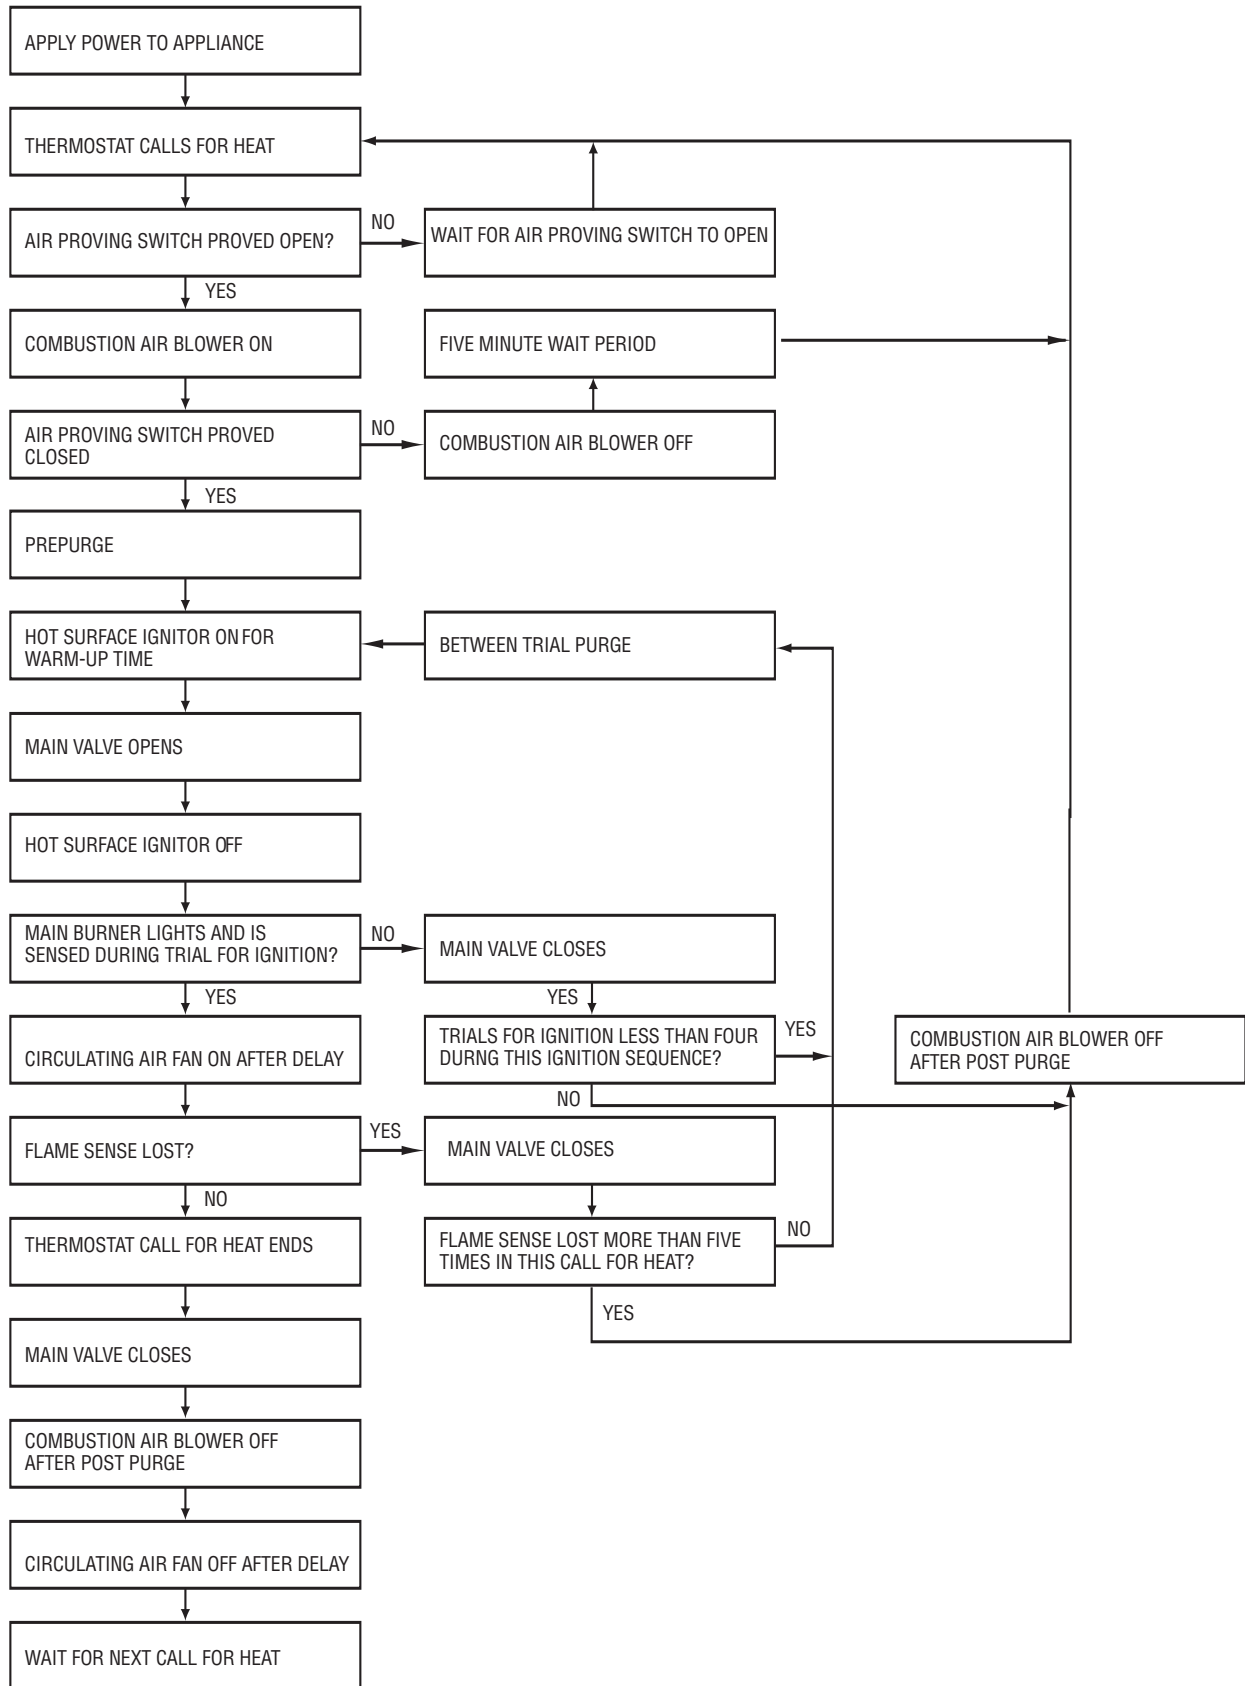 APPLY POWER TO APPLIANCE
THERMOSTAT CALLS FOR HEAT
AIR PROVING SWITCH PROVED OPEN?
NO
WAIT FOR AIR PROVING SWITCH TO OPEN
YES
COMBUSTION AIR BLOWER ON
FIVE MINUTE WAIT PERIOD
AIR PROVING SWITCH PROVED
CLOSED
NO
COMBUSTION AIR BLOWER OFF
YES
PREPURGE
HOT SURFACE IGNITOR ON FOR
WARM-UP TIME
BETWEEN TRIAL PURGE
MAIN VALVE OPENS
HOT SURFACE IGNITOR OFF
MAIN BURNER LIGHTS AND IS
SENSED DURING TRIAL FOR IGNITION?
NO
MAIN VALVE CLOSES
YES
YES
CIRCULATING AIR FAN ON AFTER DELAY
TRIALS FOR IGNITION LESS THAN FOUR
DURNG THIS IGNITION SEQUENCE?
YES
COMBUSTION AIR BLOWER OFF
AFTER POST PURGE
NO
FLAME SENSE LOST?
YES
MAIN VALVE CLOSES
NO
THERMOSTAT CALL FOR HEAT ENDS
FLAME SENSE LOST MORE THAN FIVE
TIMES IN THIS CALL FOR HEAT?
NO
YES
MAIN VALVE CLOSES
COMBUSTION AIR BLOWER OFF
AFTER POST PURGE
CIRCULATING AIR FAN OFF AFTER DELAY
WAIT FOR NEXT CALL FOR HEAT